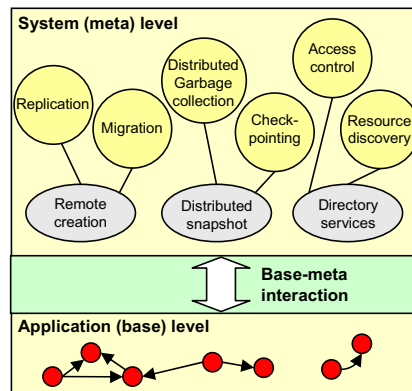 System (meta) level
Access
control
Distributed
Garbage
collection
Replication
Migration
Check-
pointing
Resource
discovery
Remote
creation
Distributed
snapshot
Directory
services
Base-meta
interaction
Application (base) level